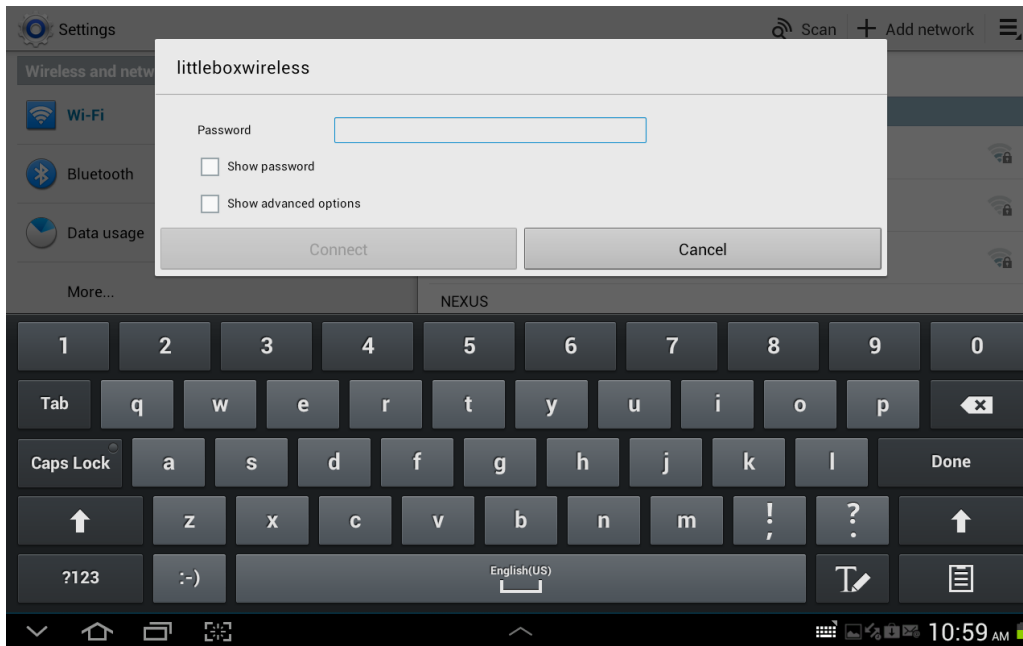 Settings
Scan
Add network
Wireless and netw
littleboxwireless
Wi-Fi
Password
Show password
Bluetooth
Show advanced options
Data usage
Connect
Cancel
More...
NEXUS
1 2 3 4 5 6 7 8 9 0
Tab q w e r t y u i o p
Caps Lock a s d f g h j k l Done
z x c v b n m ! , ? .
?123 :-) English(US) T
10:59 AM